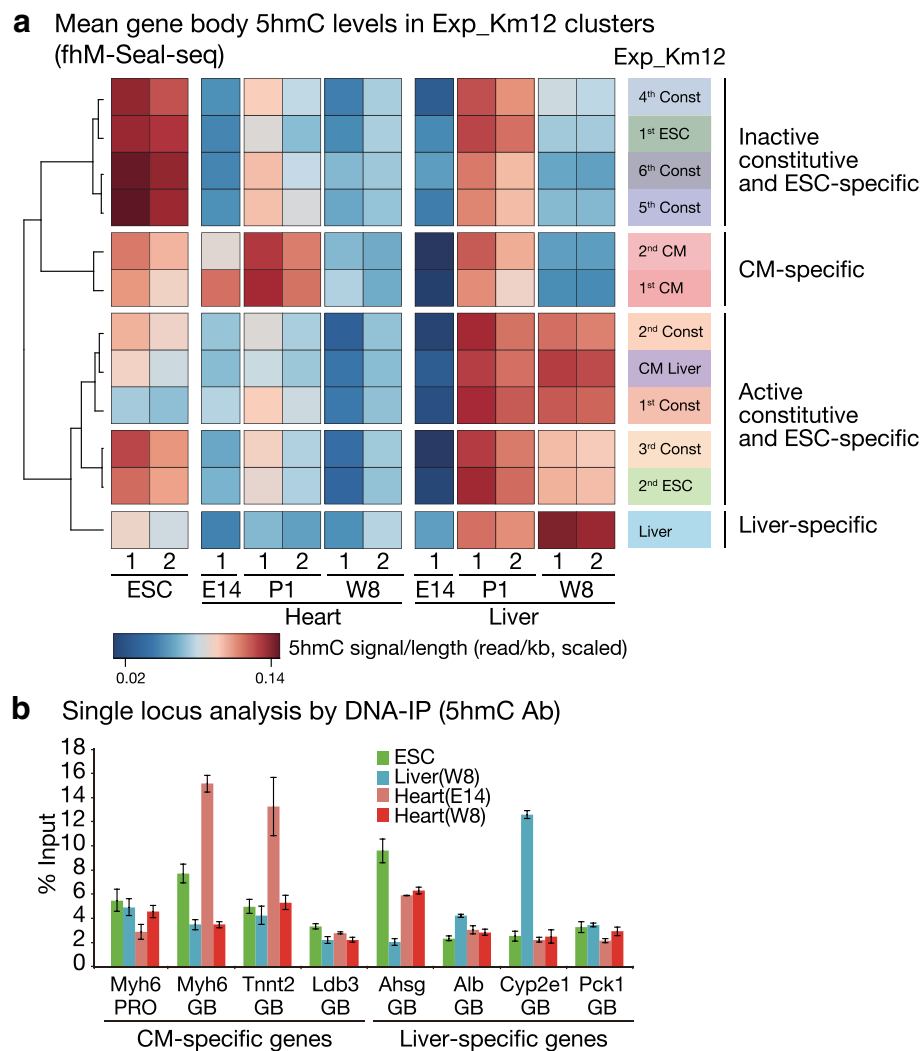 a Mean gene body 5hmC levels in Exp_Km12 clusters
(fhM-Seal-seq)
Exp_Km12
4th Const
1st ESC
6th Const
5th Const
Inactive
constitutive
and ESC-specific
2nd CM
1st CM
CM-specific
2nd Const
CM Liver
1st Const
3rd Const
2nd ESC
Active
constitutive
and ESC-specific
Liver
Liver-specific
1 2 1 1 2 1 2 1 1 2 1 2
ESC E14 P1 W8 E14 P1 W8
Heart Liver
5hmC signal/length (read/kb, scaled)
0.02 0.14
b Single locus analysis by DNA-IP (5hmC Ab)
% Input
18
16
14
12
10
8
6
4
2
0
ESC
Liver(W8)
Heart(E14)
Heart(W8)
Myh6 Myh6 Tnnt2 Ldb3 Ahsg Alb Cyp2e1 Pck1
PRO GB GB GB GB GB GB GB
CM-specific genes Liver-specific genes